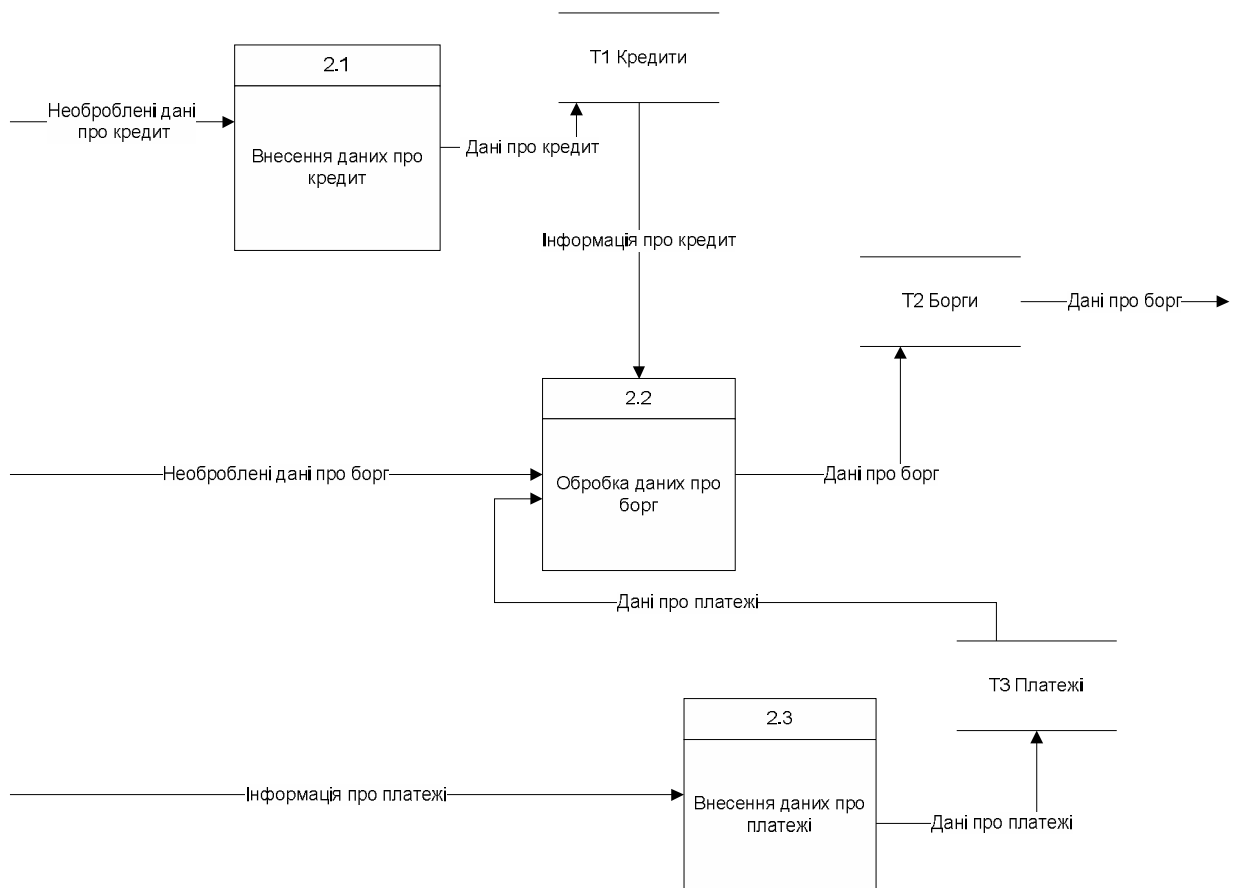 Т1 Кредити
2.1
Необроблені дані
про кредит
Дані про кредит
Внесення даних про
кредит
Інформація про кредит
Т2 Борги
Дані про борг
2.2
Необроблені дані про борг
Обробка даних про
борг
Дані про борг
Дані про платежі
Т3 Платежі
2.3
Інформація про платежі
Внесення даних про
платежі
Дані про платежі